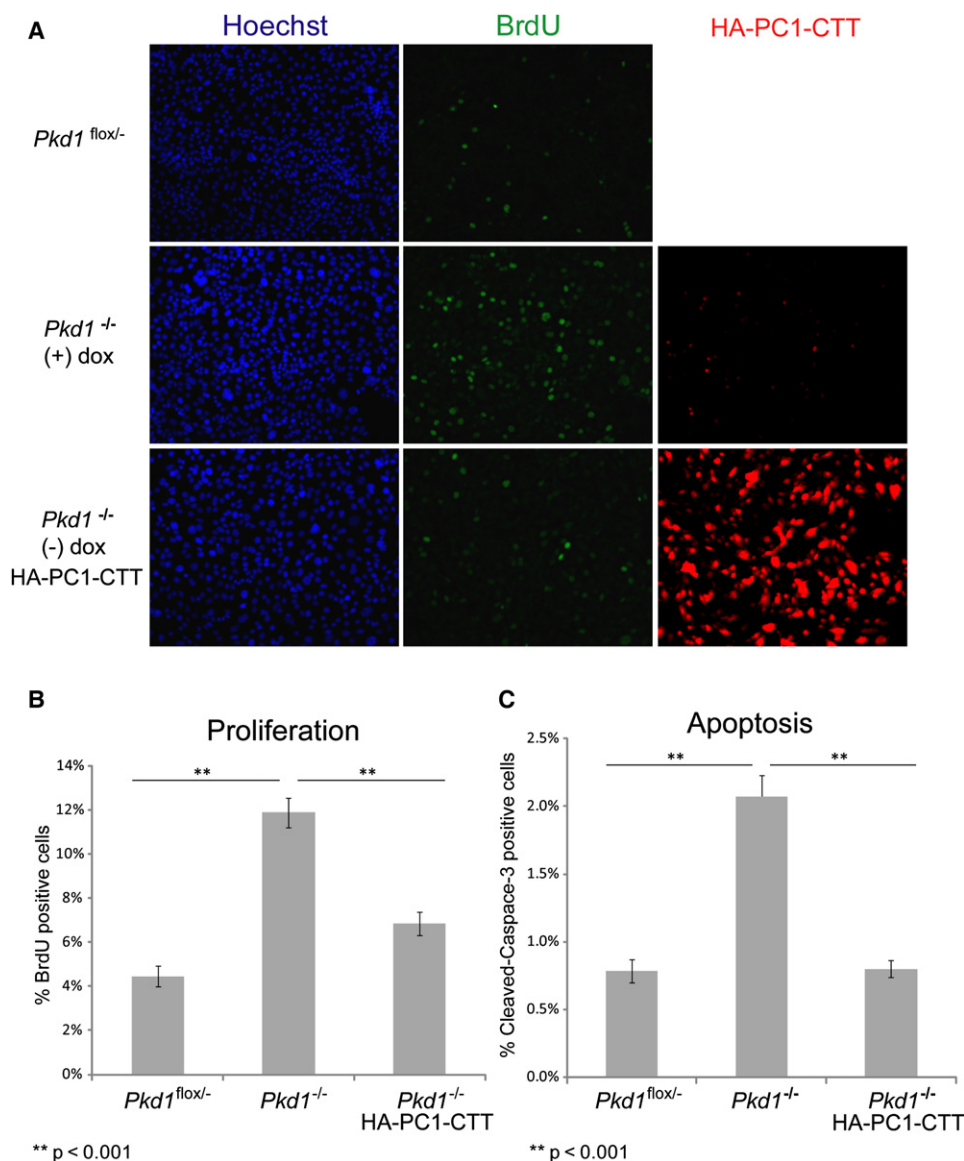 A
Hoechst BrdU HA-PC1-CTT
Pkd1 flox/-
Pkd1 -/-
(+) dox
Pkd1 -/-
(-) dox
HA-PC1-CTT
B
Proliferation
% BrdU positive cells
14%
12%
10%
8%
6%
4%
2%
0%
** **
Pkd1flox/- Pkd1-/- Pkd1-/-
HA-PC1-CTT
** p < 0.001
C
Apoptosis
% Cleaved-Caspace-3 positive cells
2.5%
2.0%
1.5%
1.0%
0.5%
0.0%
** **
Pkd1flox/- Pkd1-/- Pkd1-/-
HA-PC1-CTT
** p < 0.001